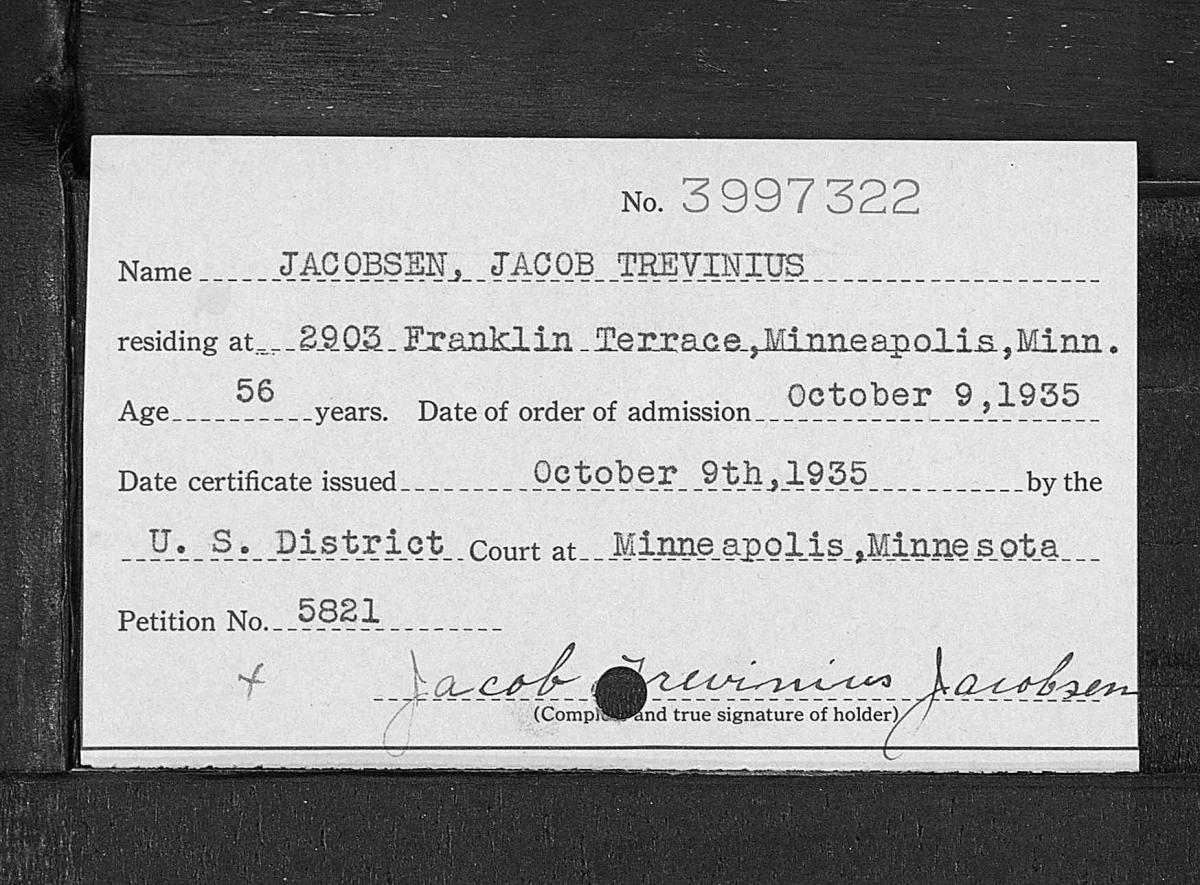 No. 3997322
Name JACOBSEN, JACOB TREVINIUS
residing at 2903 Franklin Terrace, Minneapolis, Minn.
Age 56 years. Date of order of admission October 9, 1935
Date certificate issued October 9th, 1935 by the
U. S. District Court at Minneapolis, Minnesota
Petition No. 5821
x Jacob Trevinius Jacobsen
(Complete and true signature of holder)